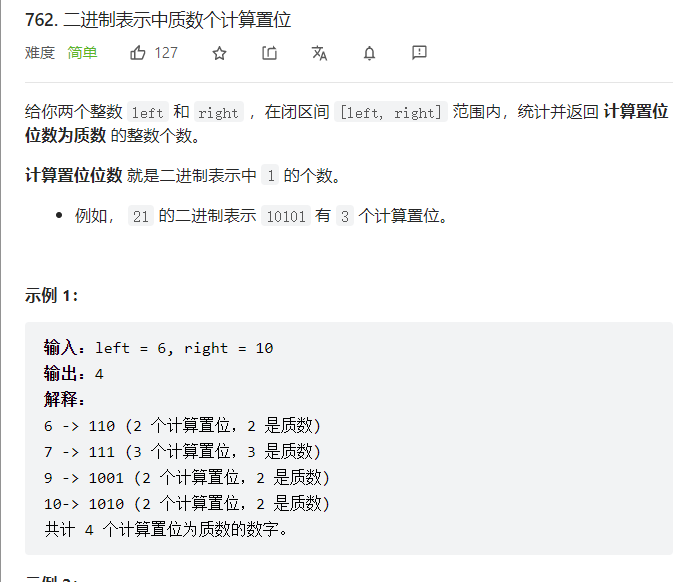 762. 二进制表示中质数个计算置位
难度 简单 127
给你两个整数 left 和 right ，在闭区间 [left, right] 范围内，统计并返回 计算置位
位数为质数 的整数个数。
计算置位位数 就是二进制表示中 1 的个数。
• 例如， 21 的二进制表示 10101 有 3 个计算置位。
示例 1：
输入：left = 6, right = 10
输出：4
解释：
6 -> 110 (2 个计算置位，2 是质数)
7 -> 111 (3 个计算置位，3 是质数)
9 -> 1001 (2 个计算置位，2 是质数)
10-> 1010 (2 个计算置位，2 是质数)
共计 4 个计算置位为质数的数字。